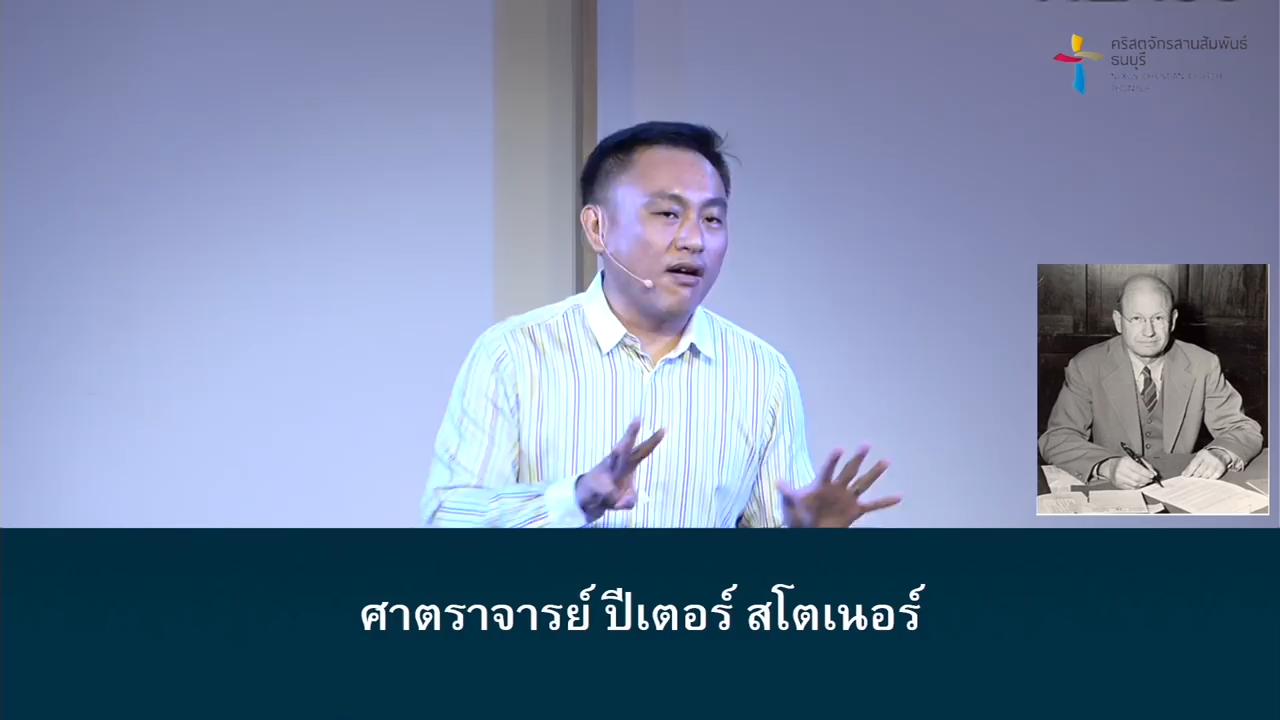 คริสตจักรสานสัมพันธ์
ธนบุรี
ศาตราจารย์ ปีเตอร์ สโตเนอร์